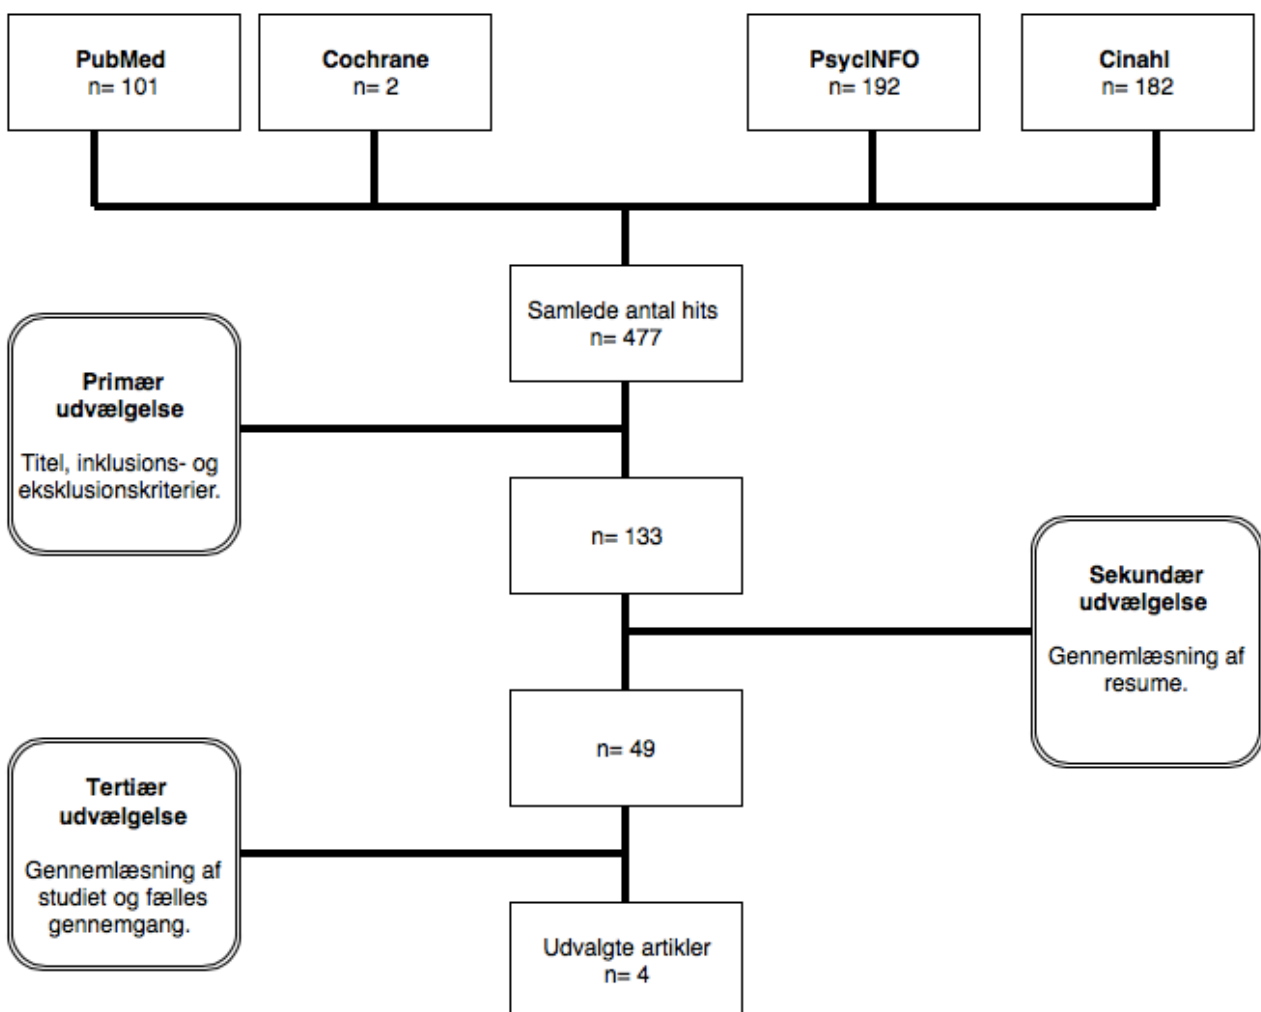 PubMed
n= 101
Cochrane
n= 2
PsycINFO
n= 192
Cinahl
n= 182
Samlede antal hits
n= 477
Primær
udvælgelse
Titel, inklusions- og
eksklusionskriterier.
n= 133
Sekundær
udvælgelse
Gennemlæsning af
resume.
n= 49
Tertiær
udvælgelse
Gennemlæsning af
studiet og fælles
gennemgang.
Udvalgte artikler
n= 4